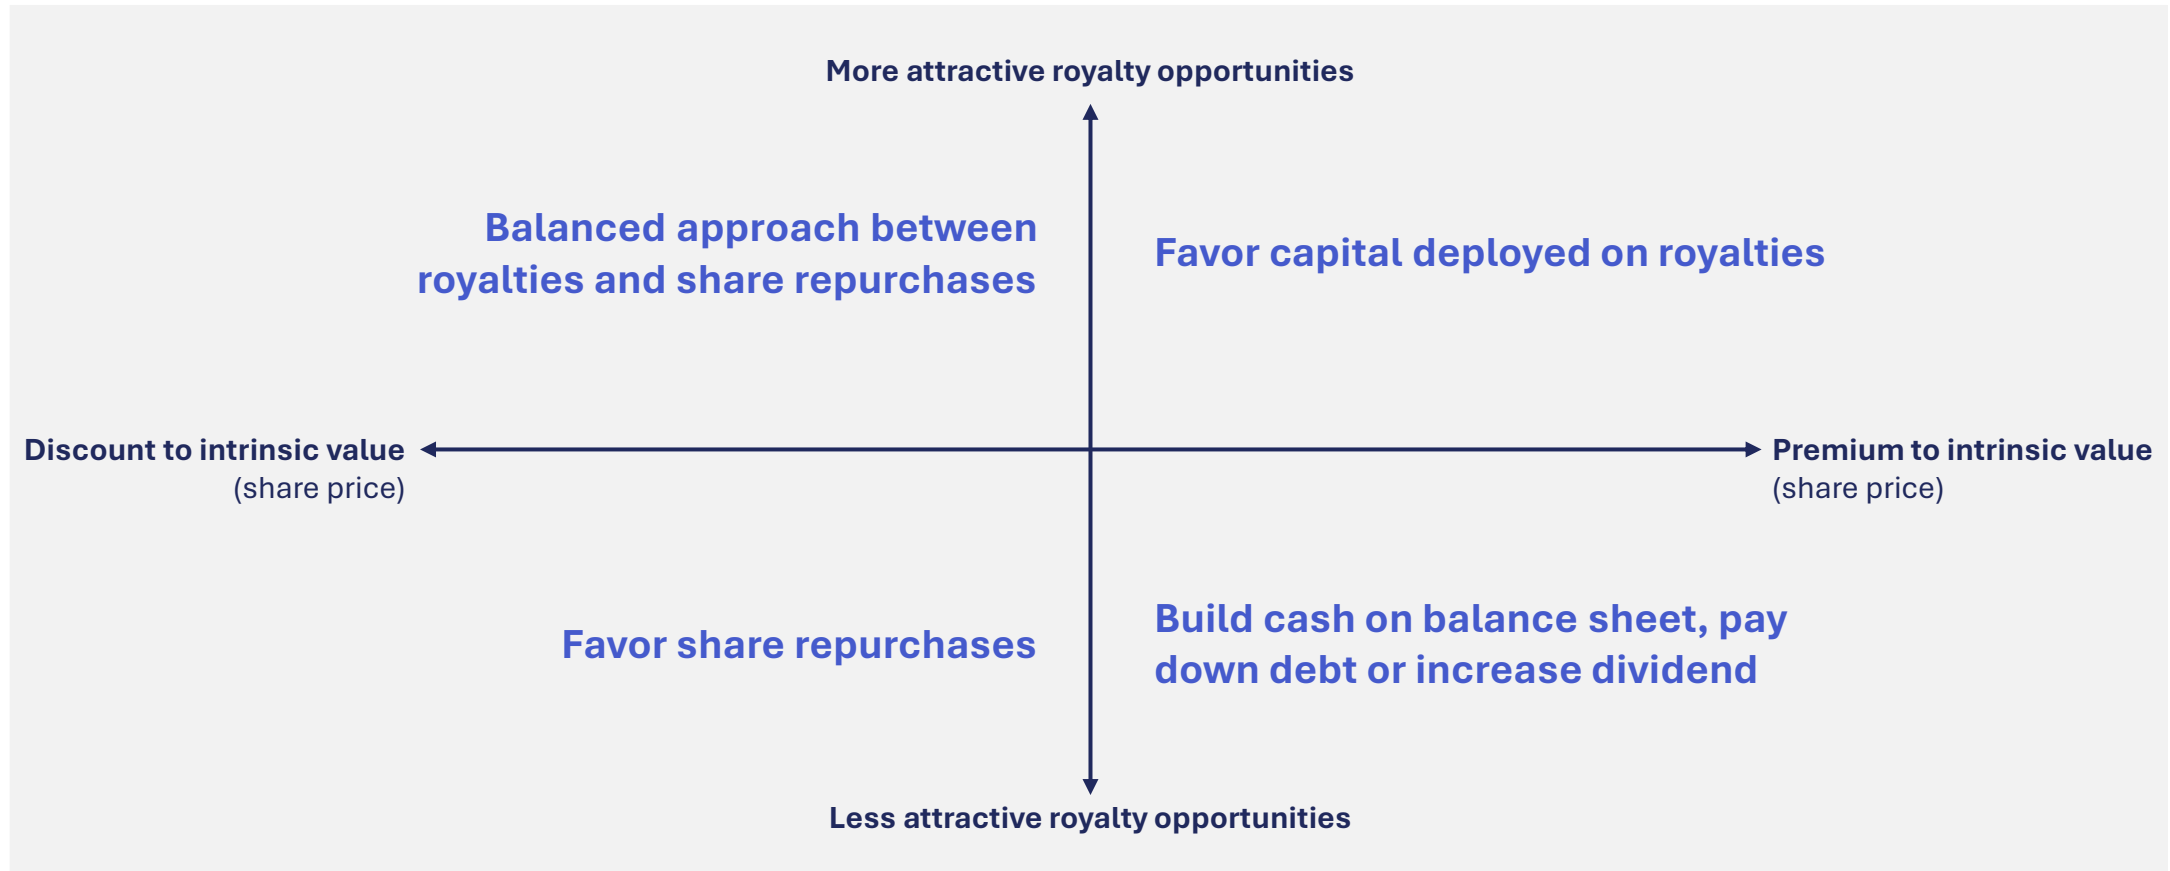 More attractive royalty opportunities
Balanced approach between
royalties and share repurchases
Favor capital deployed on royalties
Discount to intrinsic value
(share price)
Premium to intrinsic value
(share price)
Favor share repurchases
Build cash on balance sheet, pay
down debt or increase dividend
Less attractive royalty opportunities